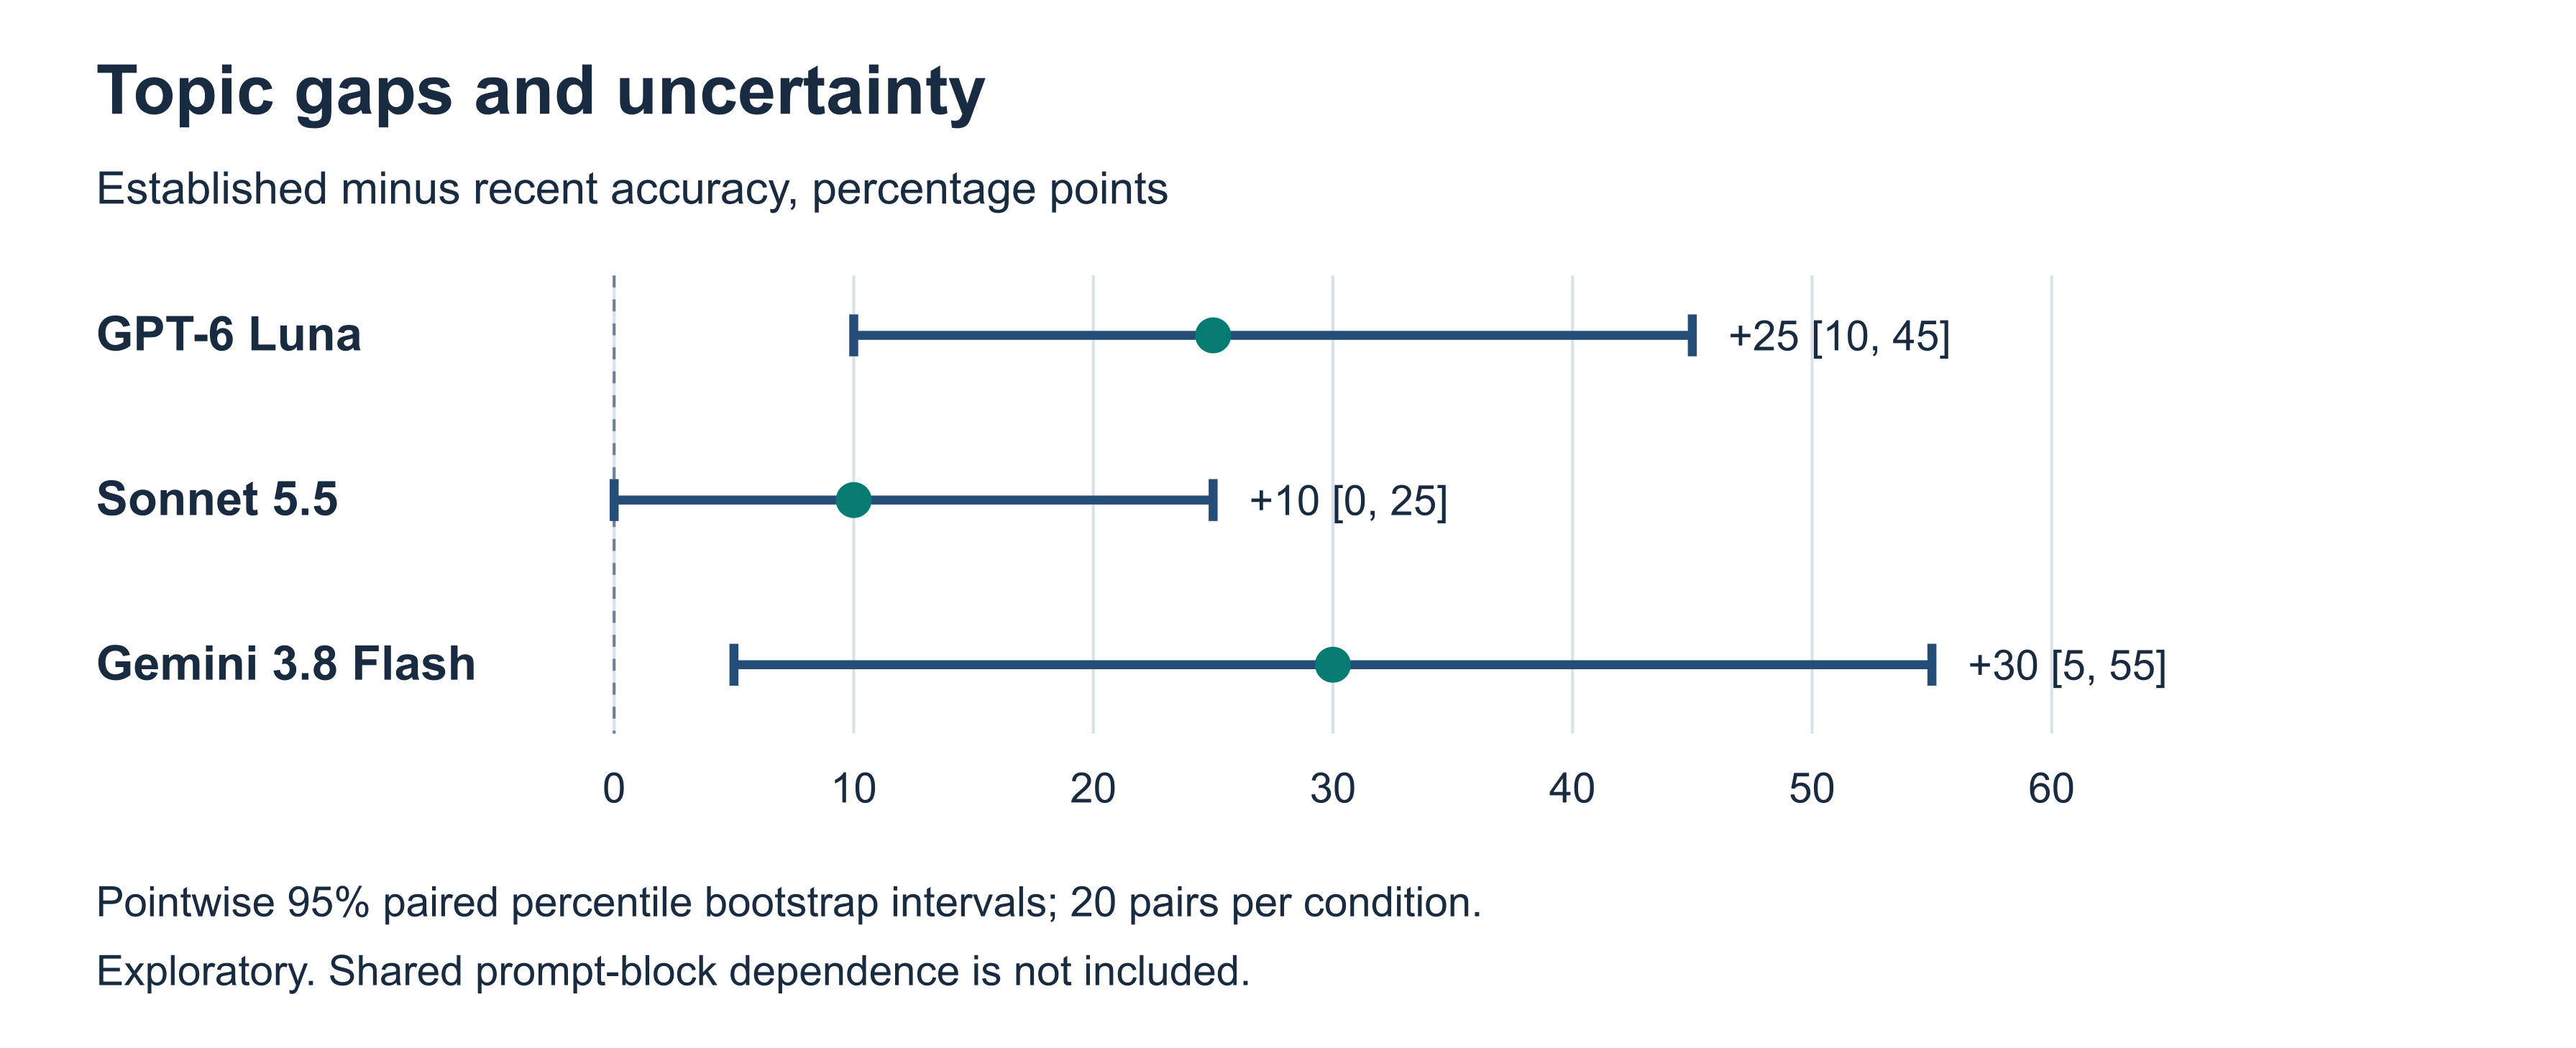 Topic gaps and uncertainty
Established minus recent accuracy, percentage points
GPT-6 Luna
+25 [10, 45]
Sonnet 5.5
+10 [0, 25]
Gemini 3.8 Flash
+30 [5, 55]
0 10 20 30 40 50 60
Pointwise 95% paired percentile bootstrap intervals; 20 pairs per condition.
Exploratory. Shared prompt-block dependence is not included.